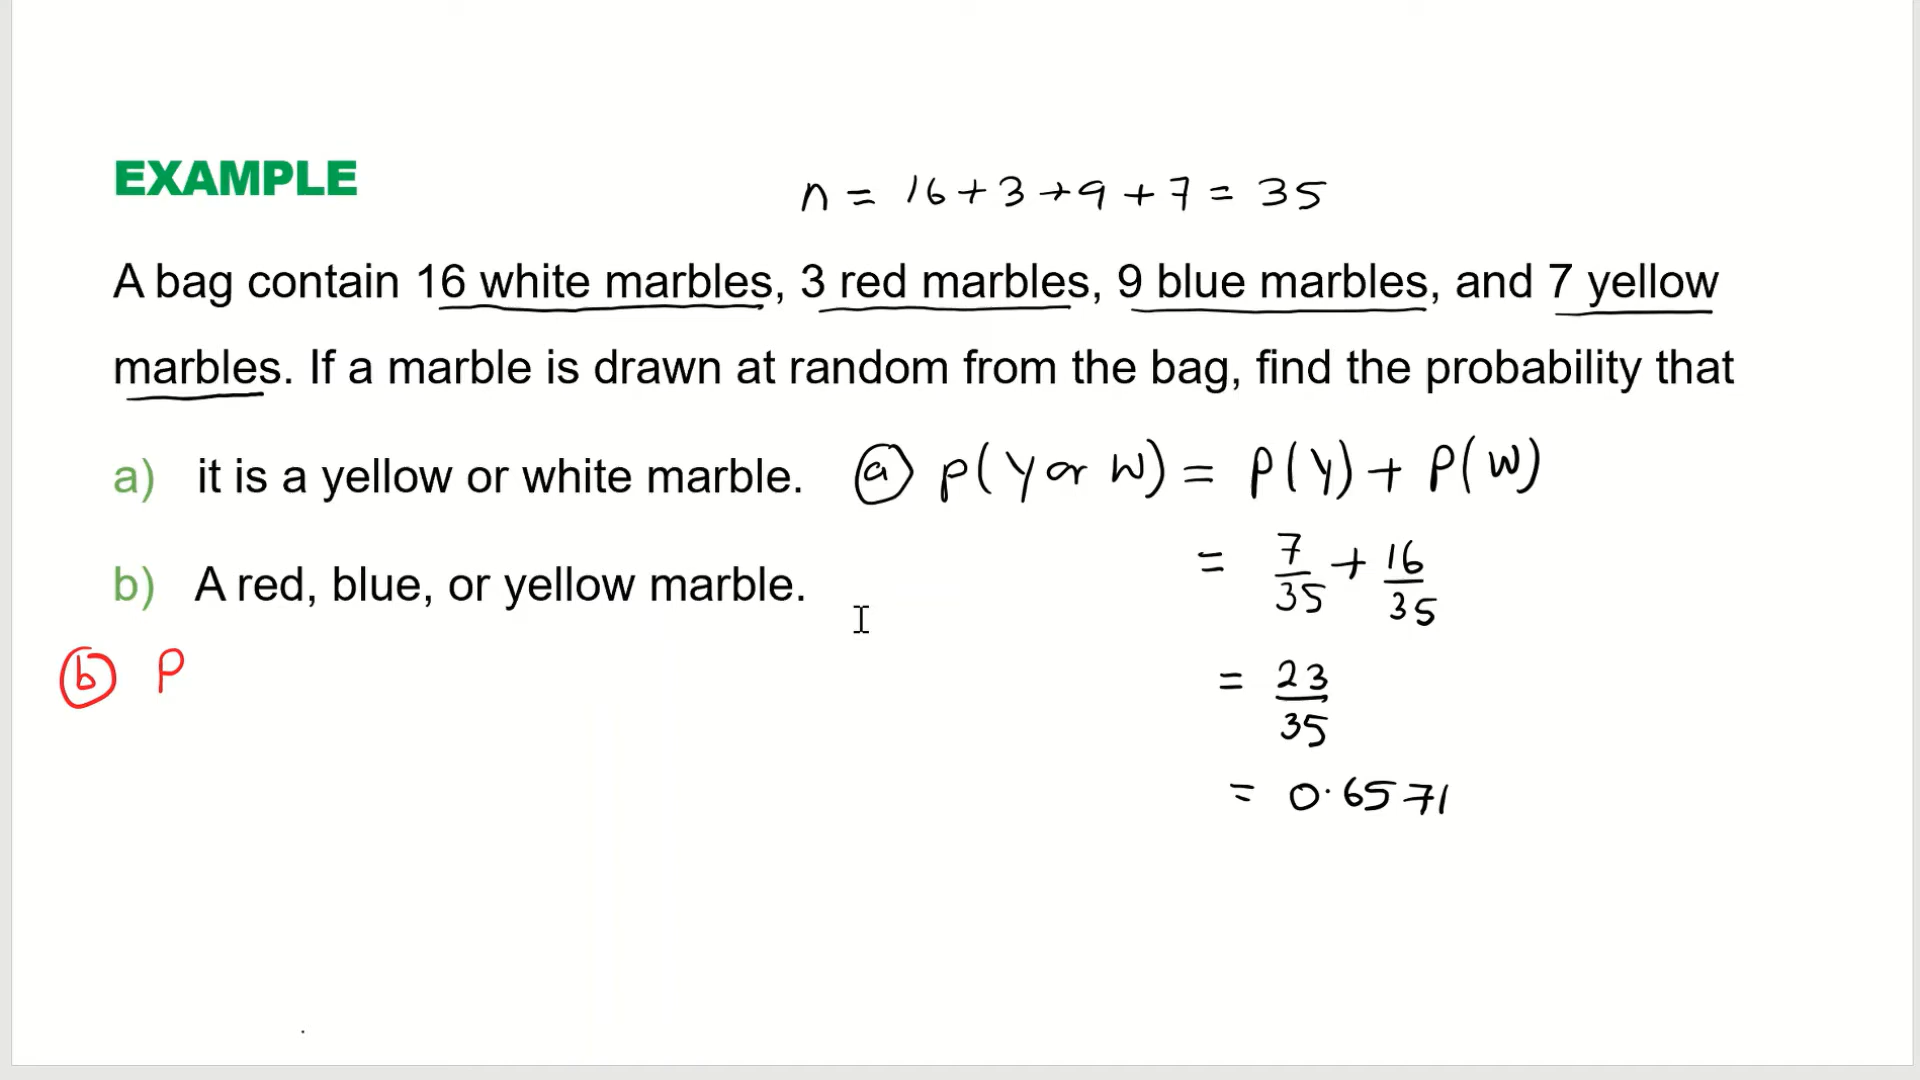 EXAMPLE
n = 16 + 3 + 9 + 7 = 35
A bag contain 16 white marbles, 3 red marbles, 9 blue marbles, and 7 yellow
marbles. If a marble is drawn at random from the bag, find the probability that
a) it is a yellow or white marble.
(a) P(Y or W) = P(Y) + P(W)
= 7/35 + 16/35
= 23/35
= 0.6571
b) A red, blue, or yellow marble.
(b) P